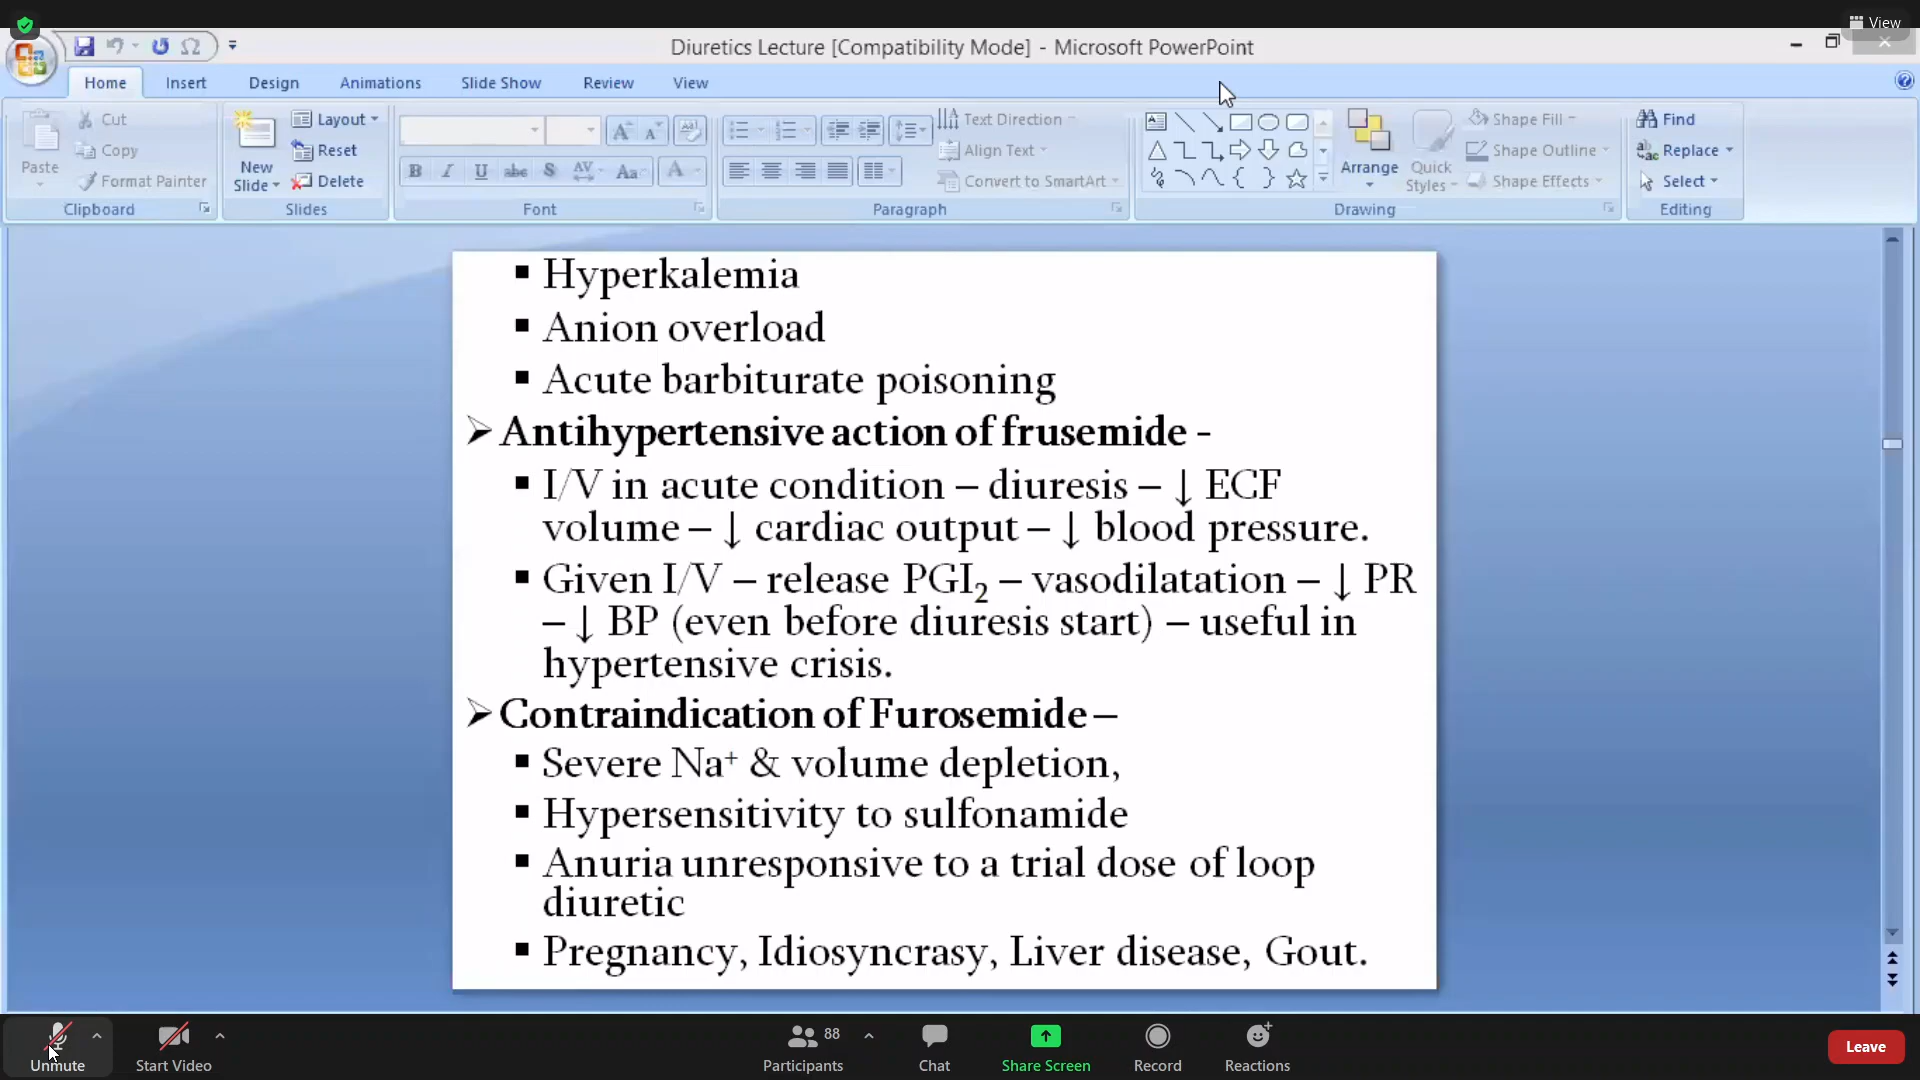 View
Diuretics Lecture [Compatibility Mode] - Microsoft PowerPoint
Home Insert Design Animations Slide Show Review View
Paste
Cut
Copy
Format Painter
Clipboard
New Slide
Layout
Reset
Delete
Slides
B I U abc S AV Aa A
Font
Text Direction
Align Text
Convert to SmartArt
Paragraph
Arrange
Quick Styles
Shape Fill
Shape Outline
Shape Effects
Drawing
Find
Replace
Select
Editing
▪ Hyperkalemia
▪ Anion overload
▪ Acute barbiturate poisoning
➢ Antihypertensive action of frusemide -
▪ I/V in acute condition – diuresis – ↓ ECF
volume – ↓ cardiac output – ↓ blood pressure.
▪ Given I/V – release PGI₂ – vasodilatation – ↓ PR
– ↓ BP (even before diuresis start) – useful in
hypertensive crisis.
➢ Contraindication of Furosemide –
▪ Severe Na⁺ & volume depletion,
▪ Hypersensitivity to sulfonamide
▪ Anuria unresponsive to a trial dose of loop
diuretic
▪ Pregnancy, Idiosyncrasy, Liver disease, Gout.
Unmute Start Video 88 Participants Chat Share Screen Record Reactions Leave